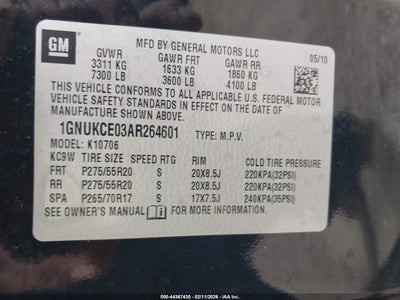 GM
MFD BY GENERAL MOTORS LLC
05/10
GVWR GAWR FRT GAWR RR
3311 KG 1633 KG 1860 KG
7300 LB 3600 LB 4100 LB
THIS VEHICLE CONFORMS TO ALL APPLICABLE U.S. FEDERAL MOTOR
VEHICLE SAFETY STANDARDS IN EFFECT ON THE DATE OF
MANUFACTURE SHOWN ABOVE.
1GNUKCE03AR264601 TYPE: M.P.V.
MODEL: K10706
KC9W TIRE SIZE SPEED RTG RIM COLD TIRE PRESSURE
FRT P275/55R20 S 20X8.5J 220KPA(32PSI)
RR P275/55R20 S 20X8.5J 220KPA(32PSI)
SPA P265/70R17 S 17X7.5J 240KPA(35PSI)
SEE OWNER'S MANUAL FOR ADDITIONAL INFORMATION.
000-44367430 - 02/11/2026 - IAAI